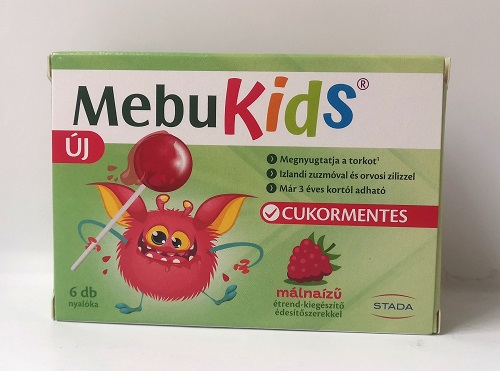 MebuKids®
ÚJ
Megnyugtatja a torkot¹
Izlandi zuzmóval és orvosi zilizzel
Már 3 éves kortól adható
CUKORMENTES
6 db
nyalóka
málnaízű
étrend-kiegészítő
édesítőszerekkel
STADA